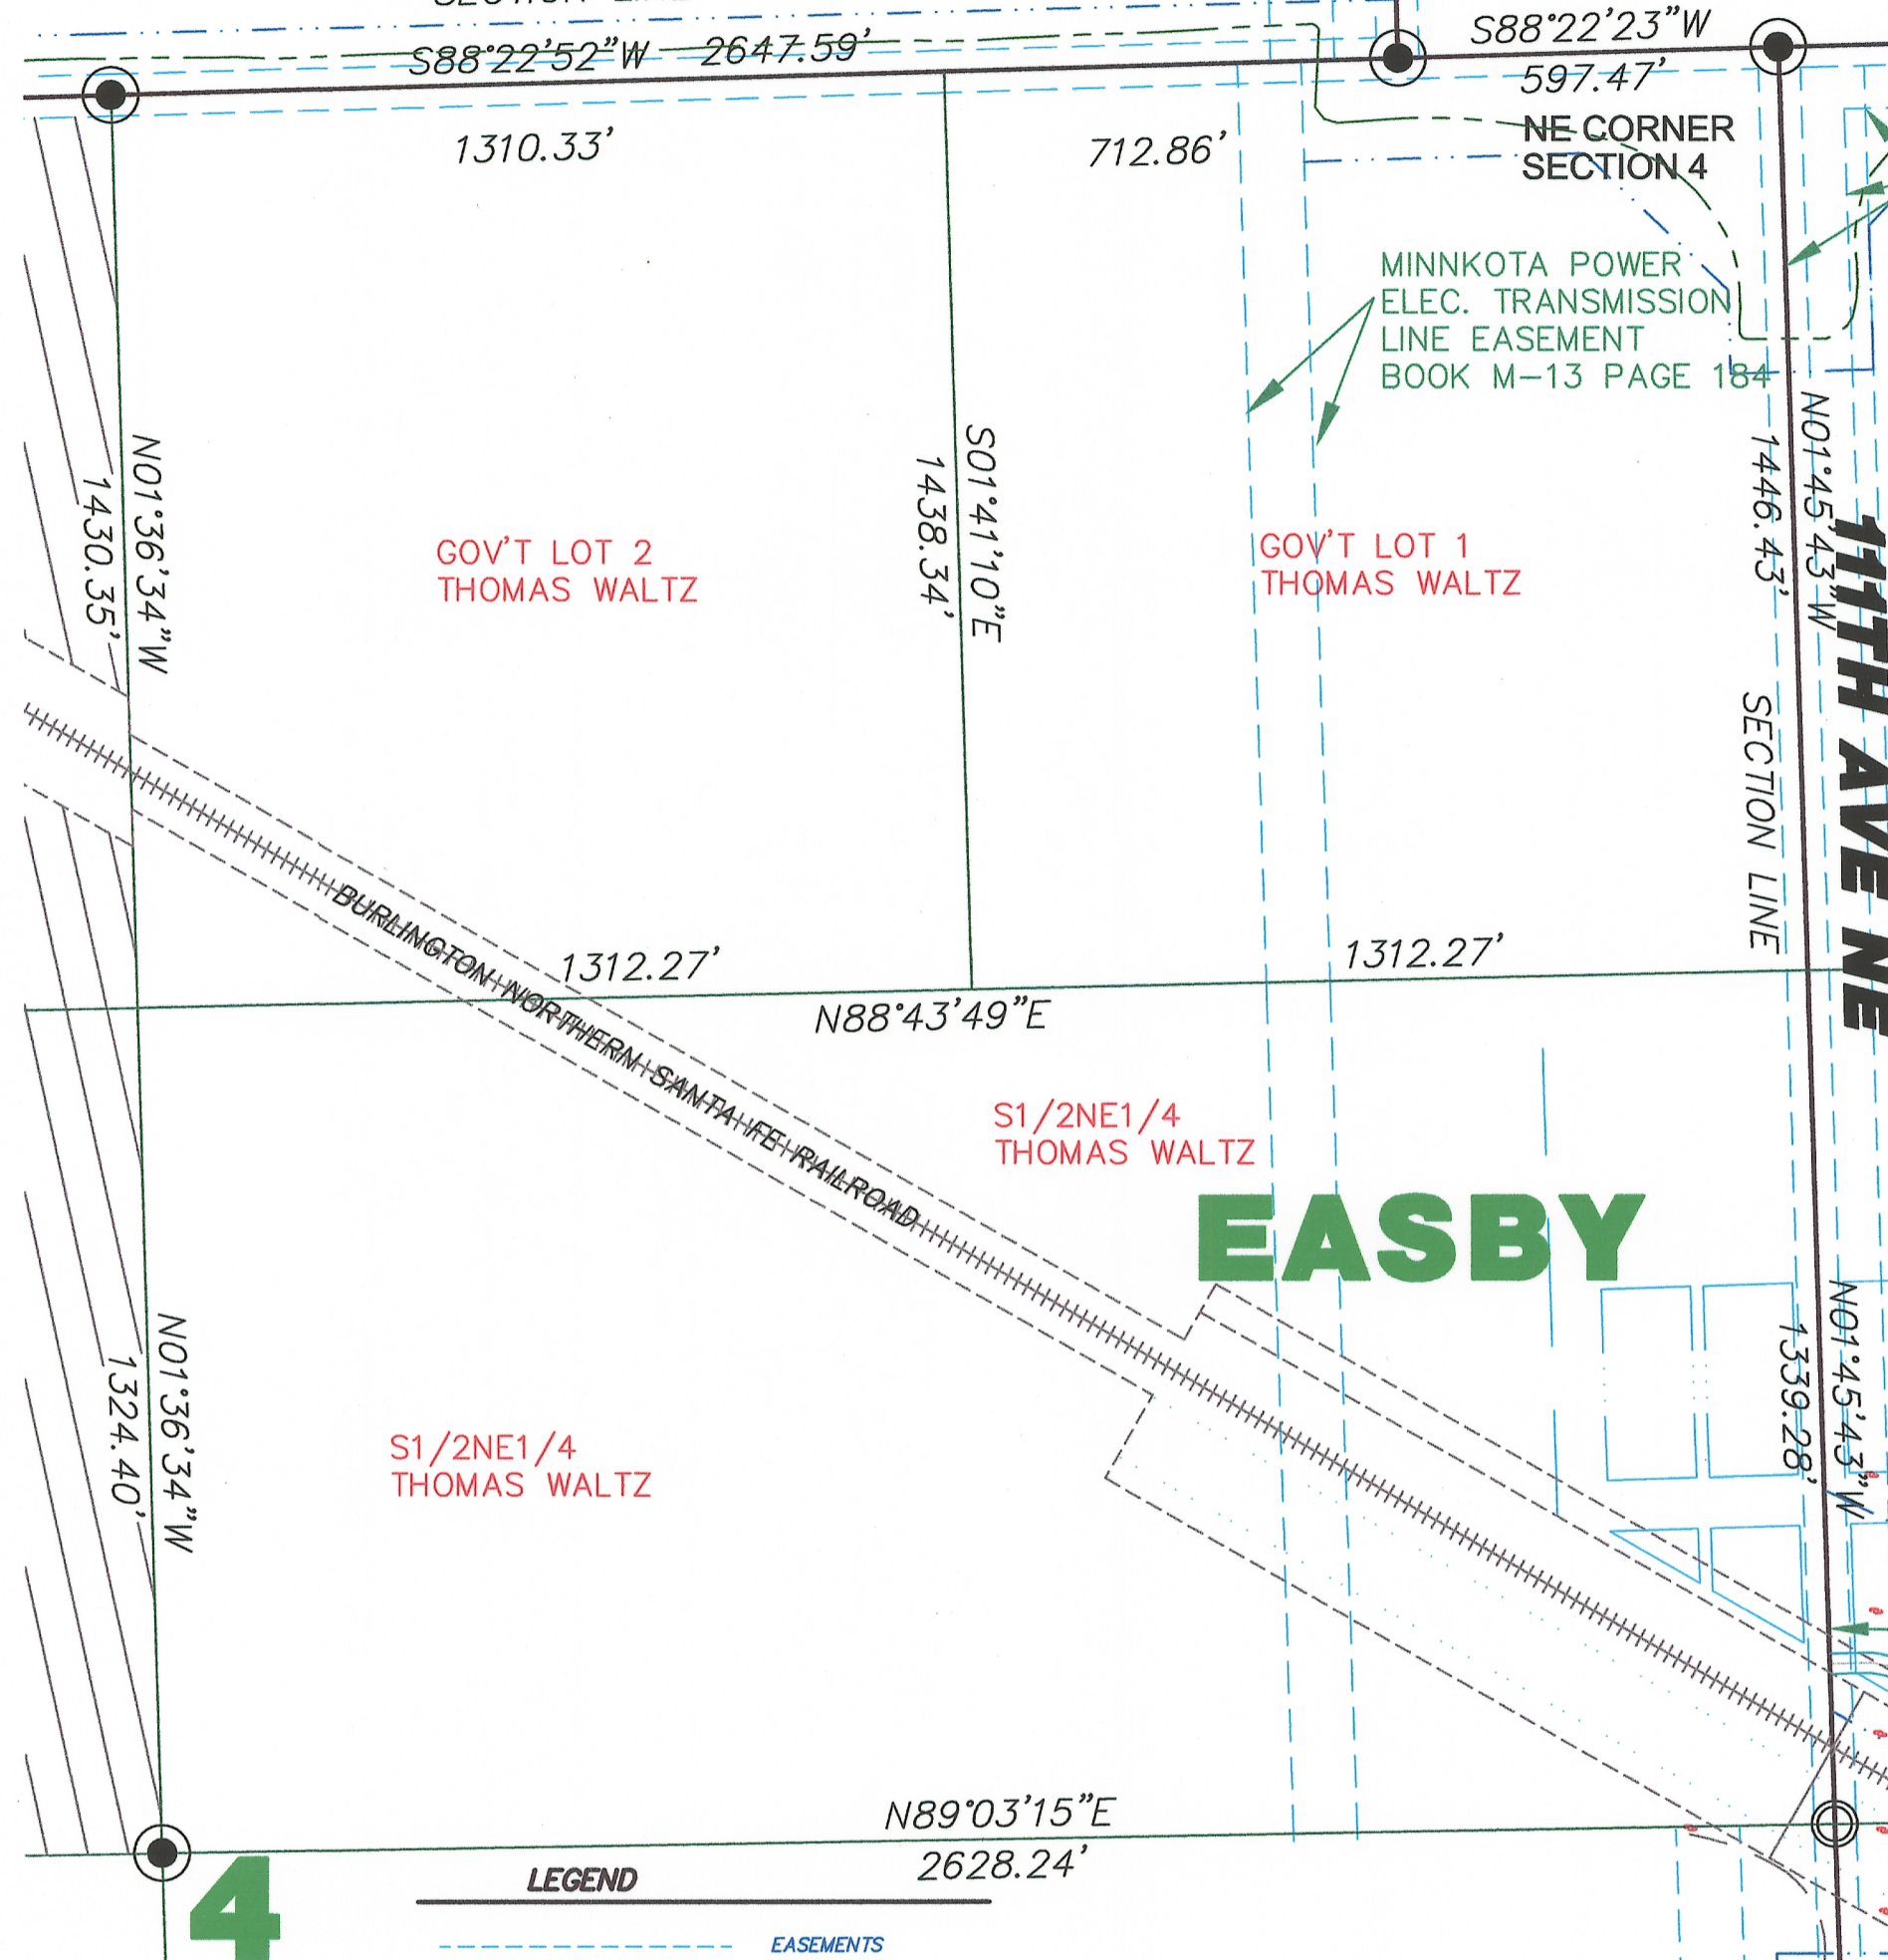 S88°22'52"W 2647.59'
S88°22'23"W
597.47'
1310.33'
712.86'
NE CORNER
SECTION 4
MINNKOTA POWER
ELEC. TRANSMISSION
LINE EASEMENT
BOOK M-13 PAGE 184
N01°36'34"W
1430.35'
S01°41'10"E
1438.34'
N01°45'43"W
1446.43'
111TH AVE NE
GOV'T LOT 2
THOMAS WALTZ
GOV'T LOT 1
THOMAS WALTZ
SECTION LINE
BURLINGTON NORTHERN SANTA FE RAILROAD
1312.27'
1312.27'
N88°43'49"E
S1/2NE1/4
THOMAS WALTZ
EASBY
N01°36'34"W
1324.40'
N01°45'43"W
1339.28'
S1/2NE1/4
THOMAS WALTZ
N89°03'15"E
2628.24'
4
LEGEND
EASEMENTS